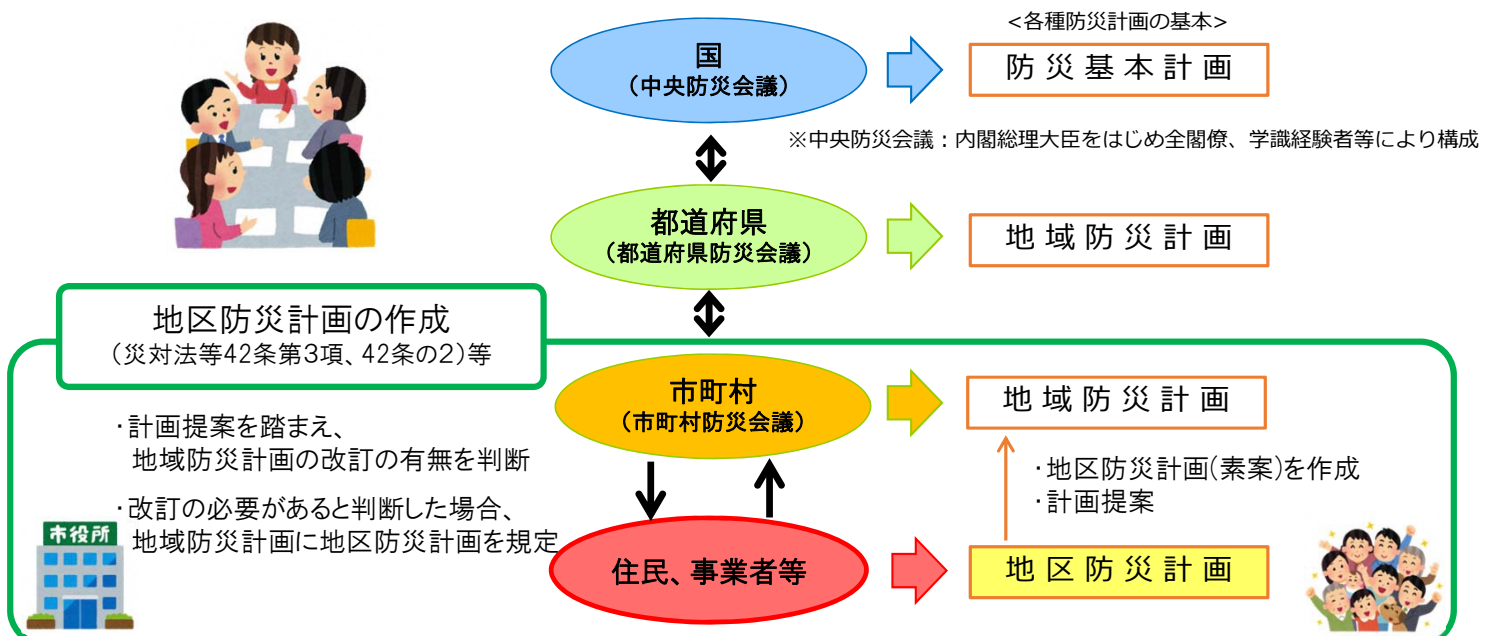 <各種防災計画の基本>
国
(中央防災会議)
防災基本計画
※中央防災会議:内閣総理大臣をはじめ全閣僚、学識経験者等により構成
都道府県
(都道府県防災会議)
地域防災計画
地区防災計画の作成
(災対法等42条第3項、42条の2)等
市町村
(市町村防災会議)
地域防災計画
・計画提案を踏まえ、
地域防災計画の改訂の有無を判断
・改訂の必要があると判断した場合、
地域防災計画に地区防災計画を規定
・地区防災計画(素案)を作成
・計画提案
市役所
住民、事業者等
地区防災計画